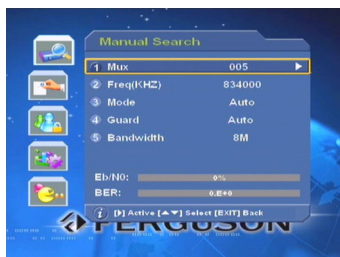 Manual Search
1 Mux 005
2 Freq(KHZ) 834000
3 Mode Auto
4 Guard Auto
5 Bandwidth 8M
Eb/N0: 0%
BER: 0.E+0
i [▶] Active [▲▼] Select [EXIT] Back
FERGUSON